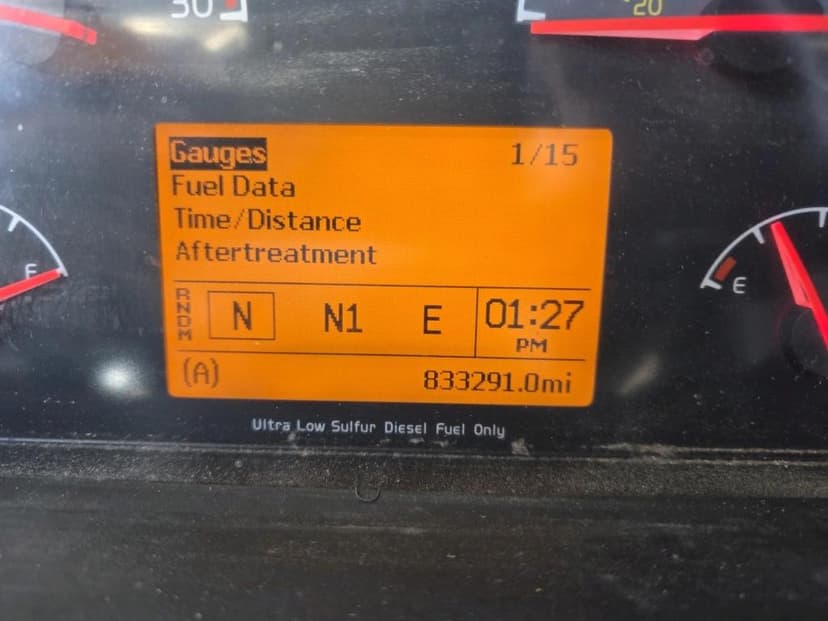 30
20
Gauges 1/15
Fuel Data
Time/Distance
Aftertreatment
F
E
R
N
D
M
N N1 E 01:27
PM
(A) 833291.0mi
Ultra Low Sulfur Diesel Fuel Only